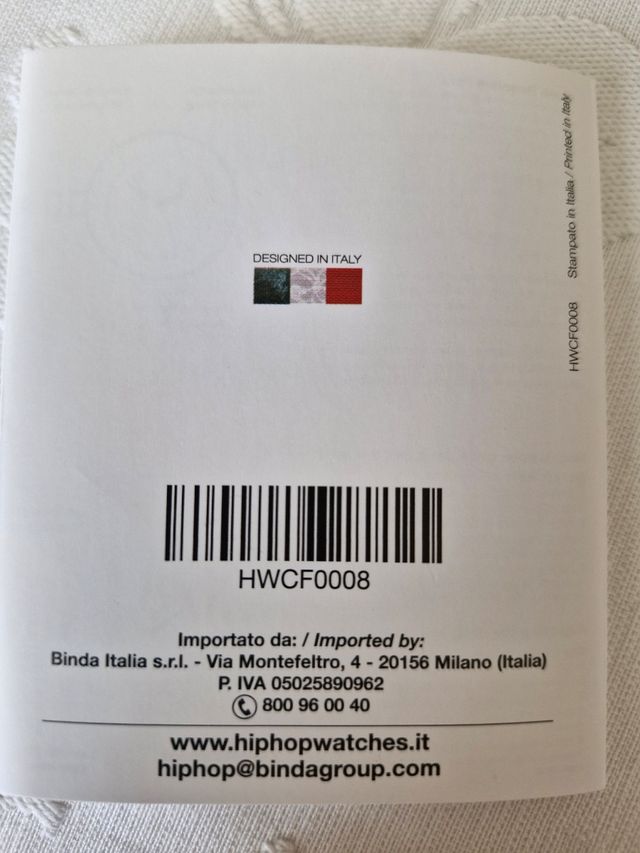 DESIGNED IN ITALY
HWCF0008 Stampato in Italia / Printed in Italy
HWCF0008
Importato da: / Imported by:
Binda Italia s.r.l. - Via Montefeltro, 4 - 20156 Milano (Italia)
P. IVA 05025890962
800 96 00 40
www.hiphopwatches.it
hiphop@bindagroup.com